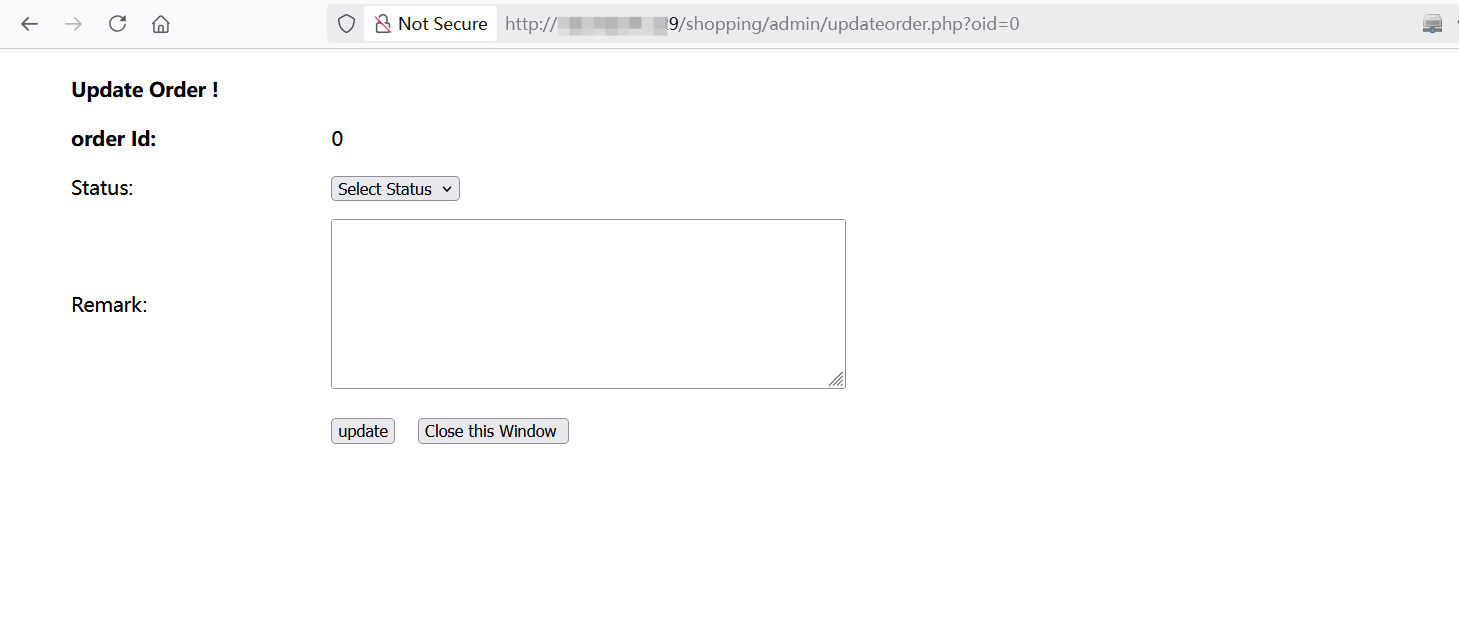 Not Secure http:// 9/shopping/admin/updateorder.php?oid=0
Update Order !
order Id: 0
Status: Select Status
Remark:
update Close this Window